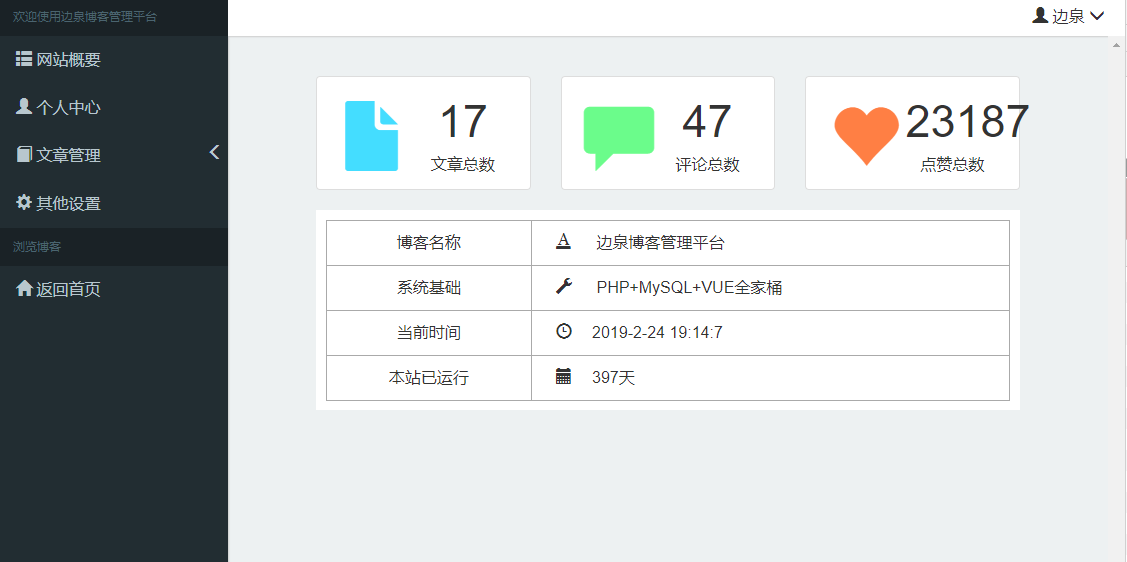 欢迎使用边泉博客管理平台
边泉
网站概要
个人中心
文章管理
其他设置
浏览博客
返回首页
17
文章总数
47
评论总数
23187
点赞总数
博客名称 边泉博客管理平台
系统基础 PHP+MySQL+VUE全家桶
当前时间 2019-2-24 19:14:7
本站已运行 397天